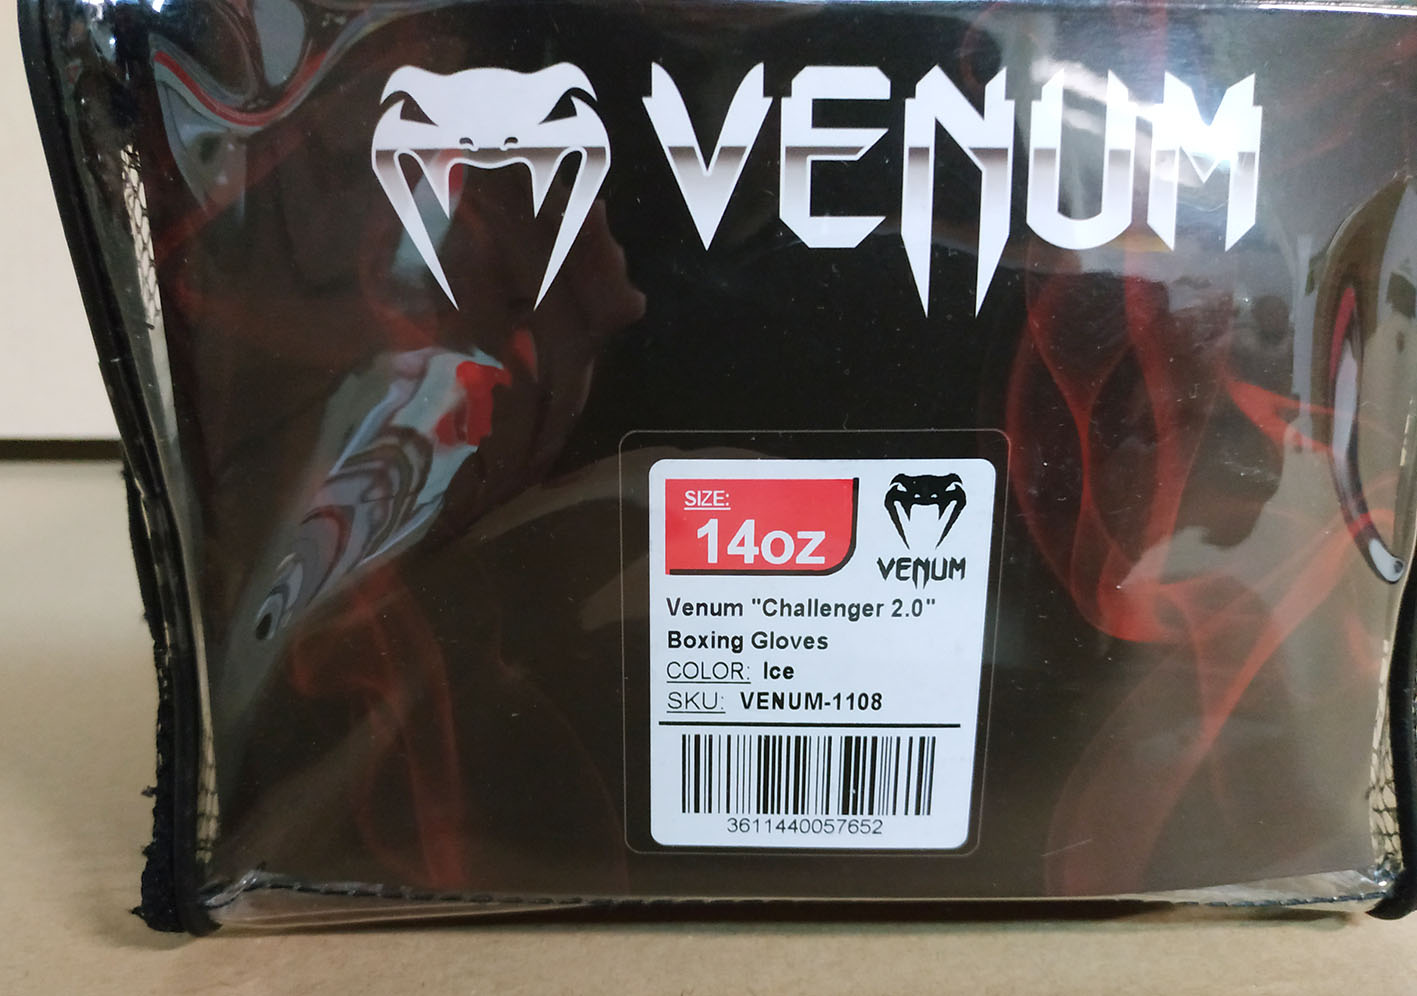 VENUM
SIZE:
14oz
VENUM
Venum "Challenger 2.0"
Boxing Gloves
COLOR: Ice
SKU: VENUM-1108
3611440057652